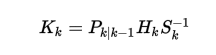 $K_k = P_{k|k-1} H_k S_k^{-1}$